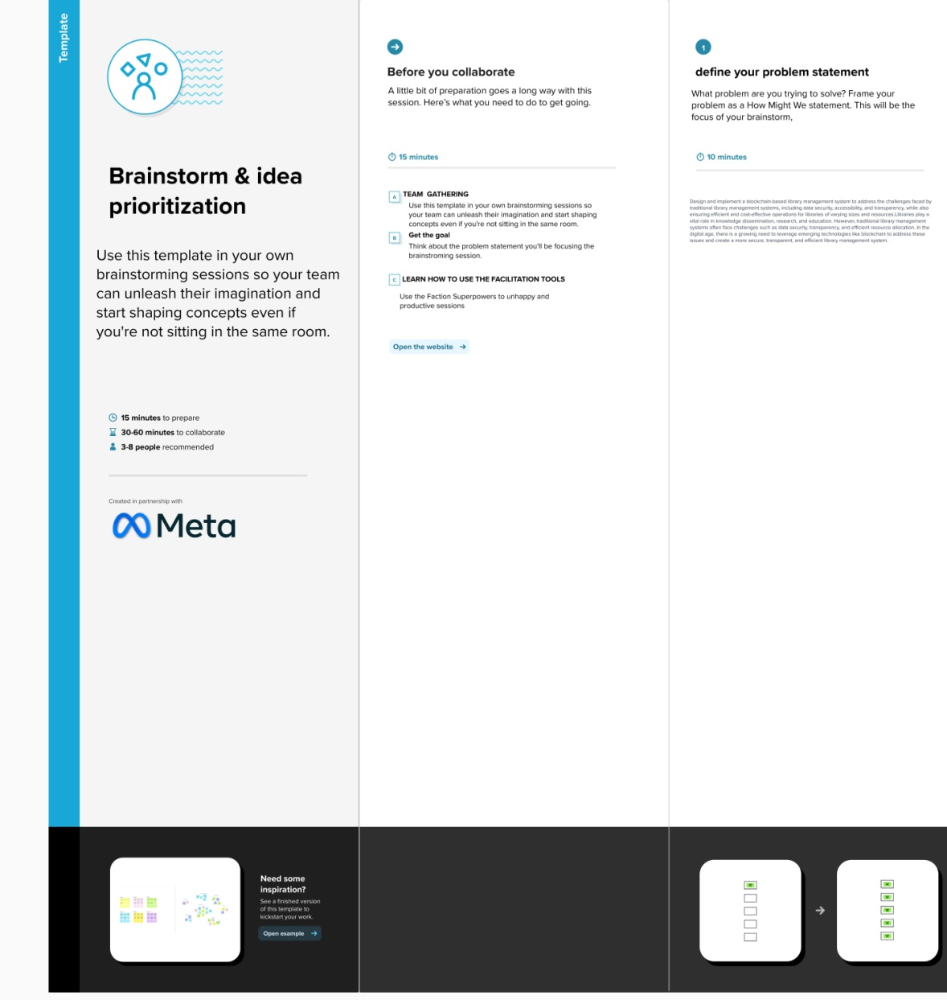 Template
Brainstorm & idea
prioritization
Use this template in your own
brainstorming sessions so your team
can unleash their imagination and
start shaping concepts even if
you're not sitting in the same room.
15 minutes to prepare
30-60 minutes to collaborate
3-8 people recommended
Created in partnership with
Meta
Need some
inspiration?
See a finished version
of this template to
kickstart your work.
Open example
Before you collaborate
A little bit of preparation goes a long way with this
session. Here's what you need to do to get going.
15 minutes
A TEAM GATHERING
Use this template in your own brainstorming sessions so
your team can unleash their imagination and start shaping
concepts even if you're not sitting in the same room.
B Get the goal
Think about the problem statement you'll be focusing the
brainstroming session.
C LEARN HOW TO USE THE FACILITATION TOOLS
Use the Faction Superpowers to unhappy and
productive sessions
Open the website
1
define your problem statement
What problem are you trying to solve? Frame your
problem as a How Might We statement. This will be the
focus of your brainstorm,
10 minutes
Design and implement a blockchain-based library management system to address the challenges faced by
traditional library management systems, including data security, accessibility, and transparency, while also
ensuring efficient and cost-effective operations for libraries of varying sizes and resources.Libraries play a
vital role in knowledge dissemination, research, and education. However, traditional library management
systems often face challenges such as data security, transparency, and efficient resource allocation. In the
digital age, there is a growing need to leverage emerging technologies like blockchain to address these
issues and create a more secure, transparent, and efficient library management system.